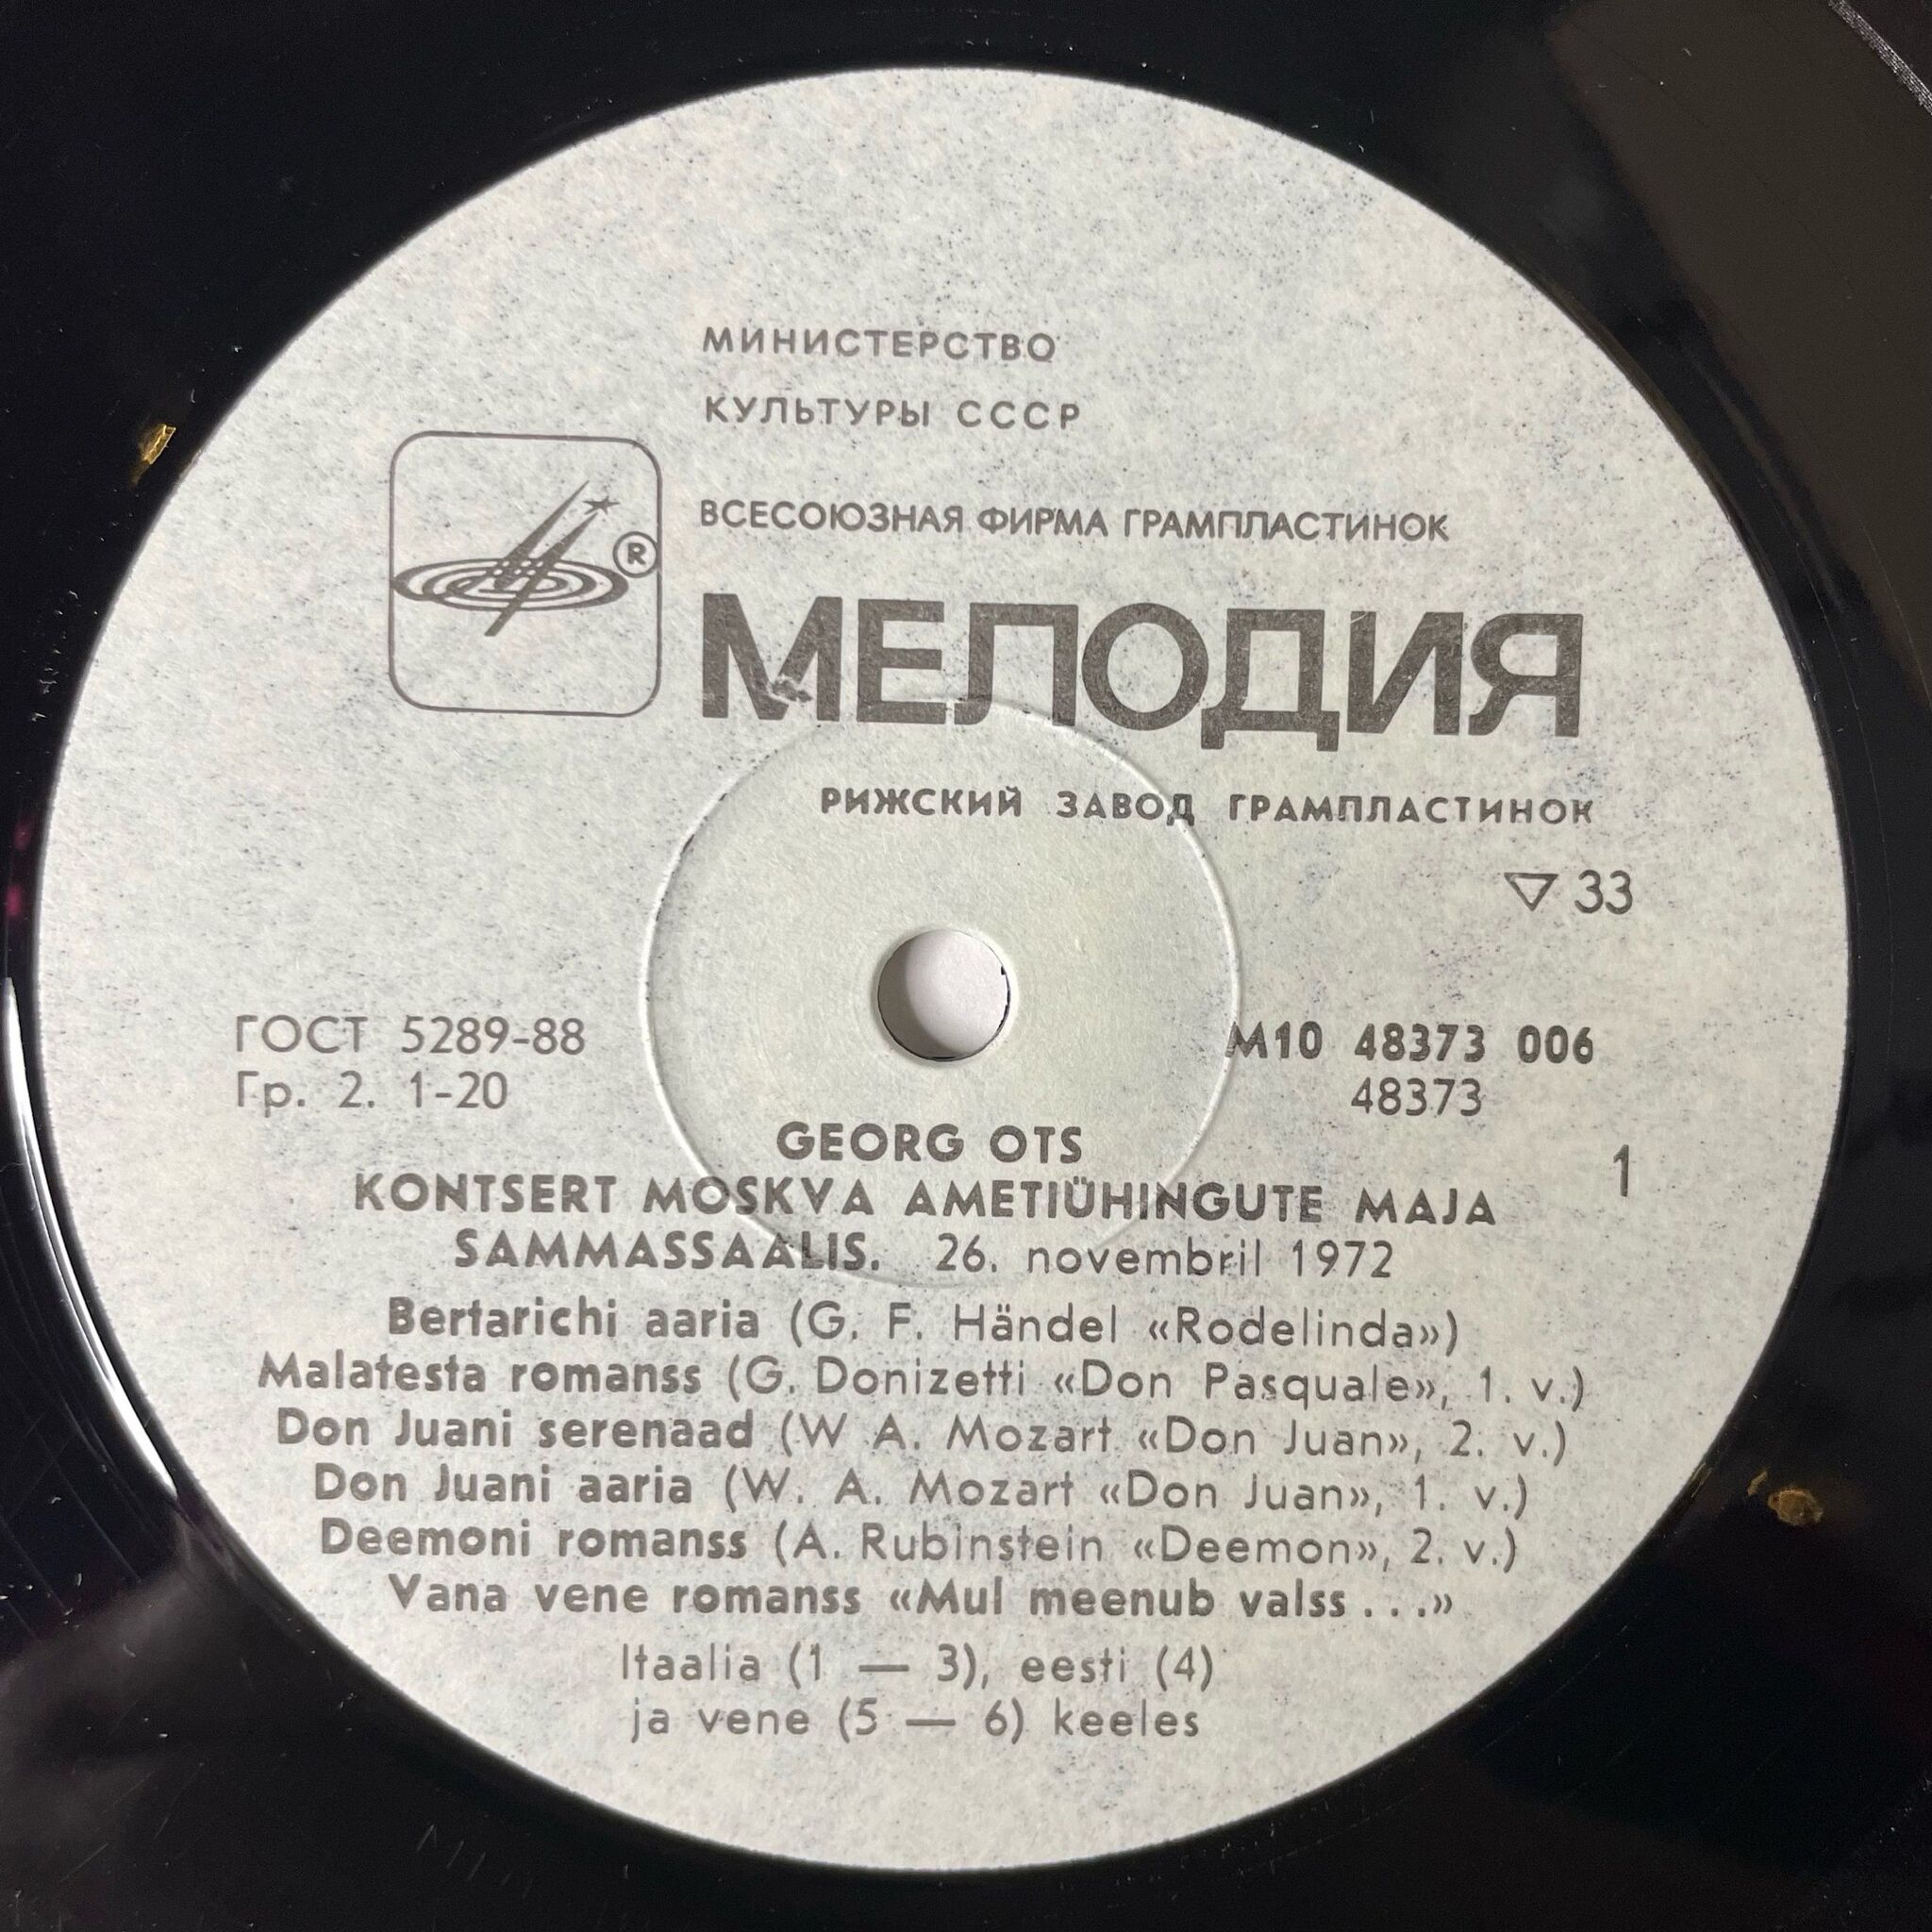 МИНИСТЕРСТВО
КУЛЬТУРЫ СССР
ВСЕСОЮЗНАЯ ФИРМА ГРАМПЛАСТИНОК
®
МЕЛОДИЯ
РИЖСКИЙ ЗАВОД ГРАМПЛАСТИНОК
▽ 33
ГОСТ 5289-88
Гр. 2. 1-20
М10 48373 006
48373
1
GEORG OTS
KONTSERT MOSKVA AMETIÜHINGUTE MAJA
SAMMASSAALIS. 26. novembril 1972
Bertarichi aaria (G. F. Händel «Rodelinda»)
Malatesta romanss (G. Donizetti «Don Pasquale», 1. v.)
Don Juani serenaad (W A. Mozart «Don Juan», 2. v.)
Don Juani aaria (W. A. Mozart «Don Juan», 1. v.)
Deemoni romanss (A. Rubinstein «Deemon», 2. v.)
Vana vene romanss «Mul meenub valss...»
Itaalia (1 — 3), eesti (4)
ja vene (5 — 6) keeles